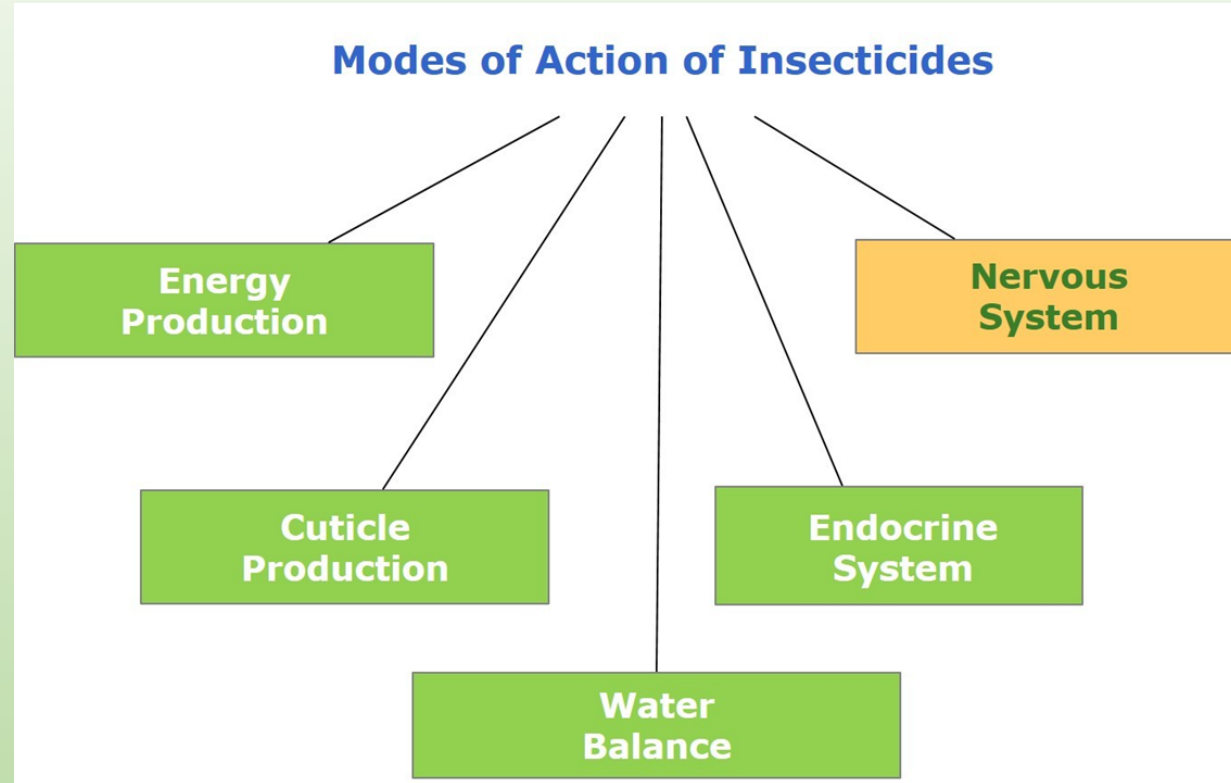 Modes of Action of Insecticides
Energy
Production
Nervous
System
Cuticle
Production
Endocrine
System
Water
Balance